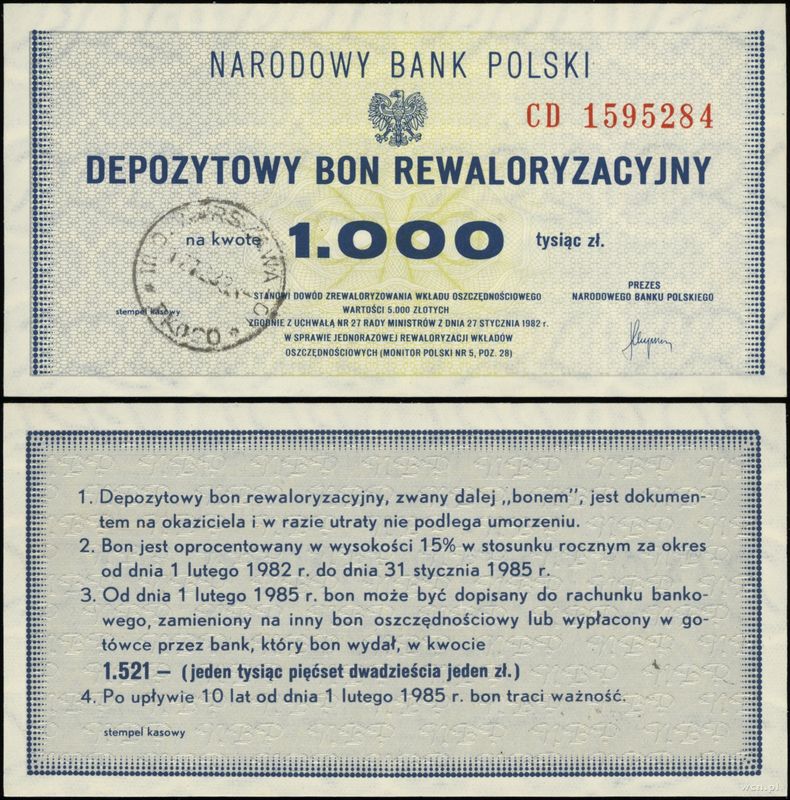 NARODOWY BANK POLSKI
CD 1595284
DEPOZYTOWY BON REWALORYZACYJNY
na kwotę 1.000 tysiąc zł.
STANOWI DOWÓD ZREWALORYZOWANIA WKŁADU OSZCZĘDNOŚCIOWEGO
WARTOŚCI 5.000 ZŁOTYCH
ZGODNIE Z UCHWAŁĄ NR 27 RADY MINISTRÓW Z DNIA 27 STYCZNIA 1982 r.
W SPRAWIE JEDNORAZOWEJ REWALORYZACJI WKŁADÓW
OSZCZĘDNOŚCIOWYCH (MONITOR POLSKI NR 5, POZ. 28)
PREZES
NARODOWEGO BANKU POLSKIEGO
stempel kasowy
1. Depozytowy bon rewaloryzacyjny, zwany dalej „bonem”, jest dokumen-
tem na okaziciela i w razie utraty nie podlega umorzeniu.
2. Bon jest oprocentowany w wysokości 15% w stosunku rocznym za okres
od dnia 1 lutego 1982 r. do dnia 31 stycznia 1985 r.
3. Od dnia 1 lutego 1985 r. bon może być dopisany do rachunku banko-
wego, zamieniony na inny bon oszczędnościowy lub wypłacony w go-
tówce przez bank, który bon wydał, w kwocie
1.521 — (jeden tysiąc pięćset dwadzieścia jeden zł.)
4. Po upływie 10 lat od dnia 1 lutego 1985 r. bon traci ważność.
stempel kasowy
wcn.pl